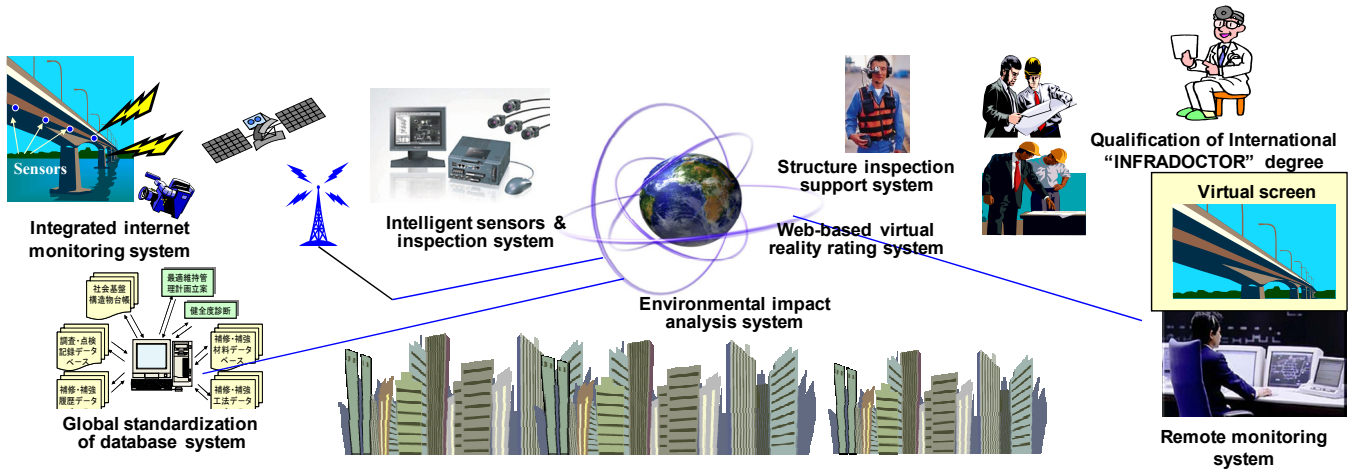 Sensors
Integrated internet
monitoring system
Intelligent sensors &
inspection system
Structure inspection
support system
Web-based virtual
reality rating system
Environmental impact
analysis system
Qualification of International
“INFRADOCTOR” degree
Virtual screen
Remote monitoring
system
社会基盤
構造物台帳
最適維持管
理計画立案
健全度診断
調査・点検
記録データ
ベース
補修・補強
材料データ
ベース
補修・補強
履歴データ
補修・補強
工法データ
Global standardization
of database system